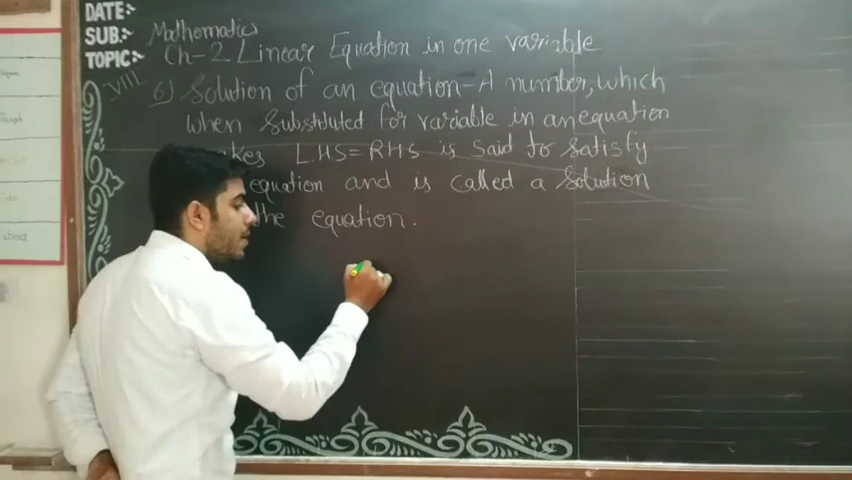 DATE:-
SUB:- Mathematics
TOPIC:- Ch-2 Linear Equation in one variable
VIII
6) Solution of an equation - A number, which
when Substituted for variable in an equation
L.HS = RHS is said to satisfy
equation and is called a Solution
the equation.